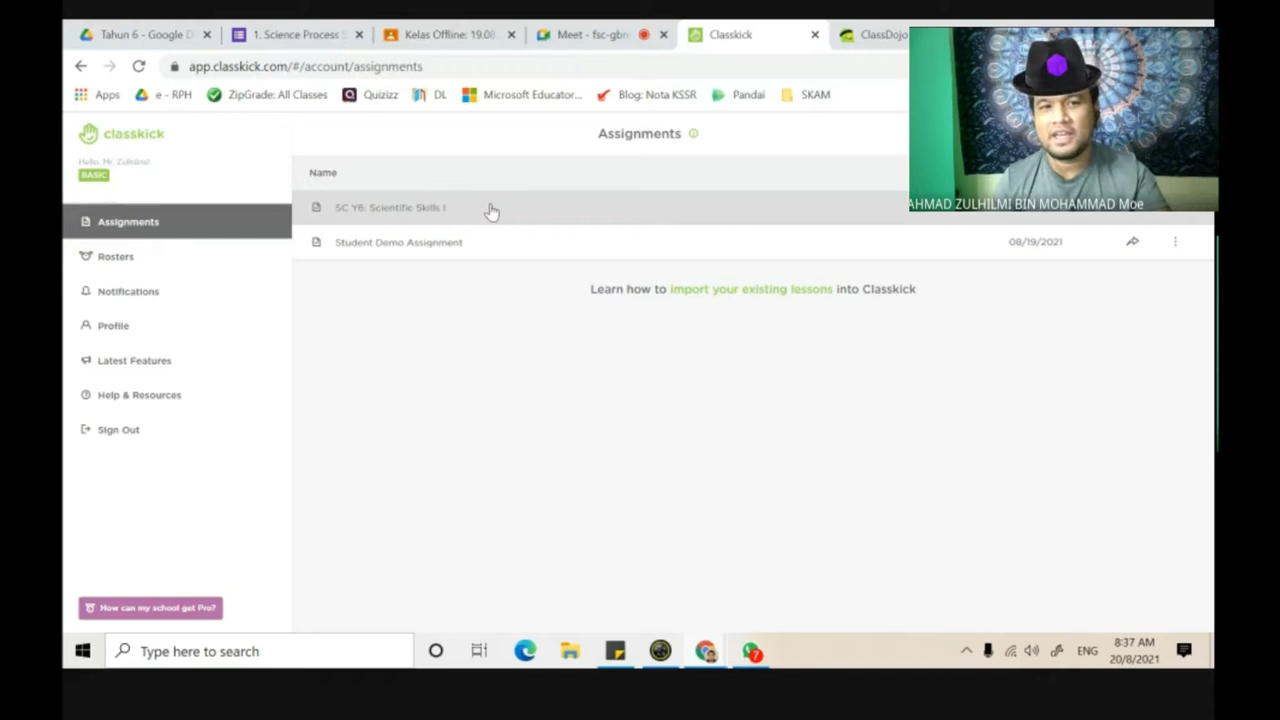 Tahun 6 - Google D
1. Science Process S
Kelas Offline: 19.08.
Meet - fsc-gbn
Classkick
ClassDojo
app.classkick.com/#/account/assignments
Apps
e - RPH
ZipGrade: All Classes
Quizizz
DL
Microsoft Educator...
Blog: Nota KSSR
Pandai
SKAM
classkick
Hello, Mr. Zulhilmi!
BASIC
Assignments
Rosters
Notifications
Profile
Latest Features
Help & Resources
Sign Out
How can my school get Pro?
Assignments
Name
SC Y6: Scientific Skills I
Student Demo Assignment
08/19/2021
Learn how to import your existing lessons into Classkick
AHMAD ZULHILMI BIN MOHAMMAD Moe
Type here to search
7
ENG
8:37 AM
20/8/2021